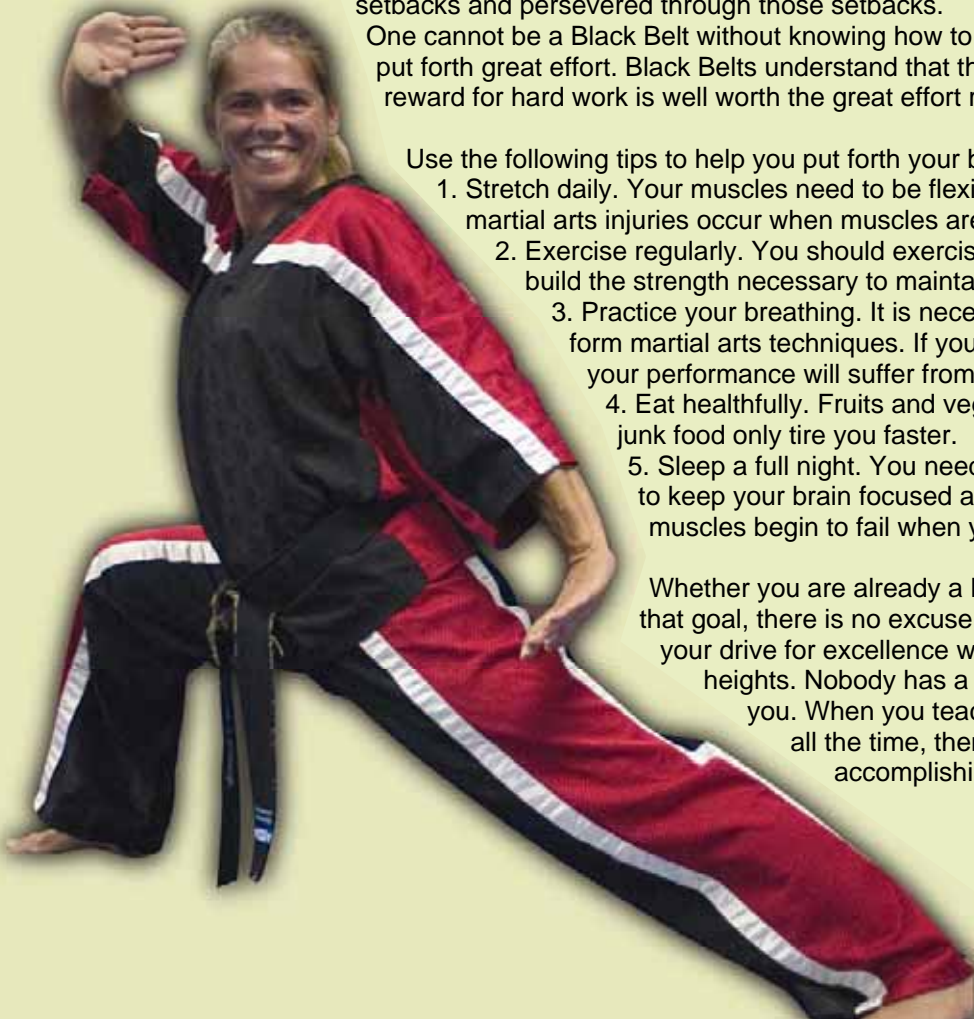 setbacks and persevered through those setbacks.
One cannot be a Black Belt without knowing how to
put forth great effort. Black Belts understand that th
reward for hard work is well worth the great effort r
Use the following tips to help you put forth your b
1. Stretch daily. Your muscles need to be flexi
martial arts injuries occur when muscles are
2. Exercise regularly. You should exercis
build the strength necessary to mainta
3. Practice your breathing. It is nece
form martial arts techniques. If you
your performance will suffer from
4. Eat healthfully. Fruits and veg
junk food only tire you faster.
5. Sleep a full night. You need
to keep your brain focused a
muscles begin to fail when y
Whether you are already a B
that goal, there is no excuse
your drive for excellence w
heights. Nobody has a
you. When you teac
all the time, ther
accomplishi